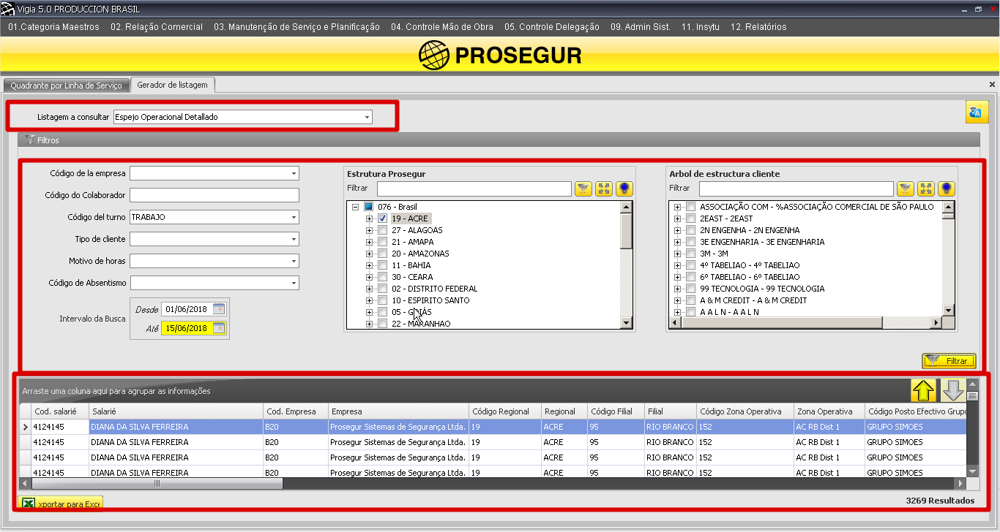 Vigia 5.0 PRODUCCION BRASIL
01.Categoria Maestros 02. Relação Comercial 03. Manutenção de Serviço e Planificação 04. Controle Mão de Obra 05. Controle Delegação 09. Admin Sist. 11. Insytu 12. Relatórios
PROSEGUR
Quadrante por Linha de Serviço Gerador de listagem
Listagem a consultar Espejo Operacional Detallado
Filtros
Código de la empresa
Código do Colaborador
Código del turno TRABAJO
Tipo de cliente
Motivo de horas
Código de Absentismo
Intervalo da Busca
Desde 01/06/2018
Até 15/06/2018
Estrutura Prosegur
Filtrar
076 - Brasil
19 - ACRE
27 - ALAGOAS
21 - AMAPA
20 - AMAZONAS
11 - BAHIA
30 - CEARA
02 - DISTRITO FEDERAL
10 - ESPIRITO SANTO
05 - GOIÁS
22 - MARANHAO
Arbol de estructura cliente
Filtrar
ASSOCIAÇÃO COM - %ASSOCIAÇÃO COMERCIAL DE SÃO PAULO
2EAST - 2EAST
2N ENGENHA - 2N ENGENHA
3E ENGENHARIA - 3E ENGENHARIA
3M - 3M
4º TABELIAO - 4º TABELIAO
6º TABELIAO - 6º TABELIAO
99 TECNOLOGIA - 99 TECNOLOGIA
A & M CREDIT - A & M CREDIT
A A L N - A A L N
Filtrar
Arraste uma coluna aqui para agrupar as informações
Cod. salarié Salarié Cod. Empresa Empresa Código Regional Regional Código Filial Filial Código Zona Operativa Zona Operativa Código Posto Efectivo Grupo
4124145 DIANA DA SILVA FERREIRA B20 Prosegur Sistemas de Segurança Ltda. 19 ACRE 95 RIO BRANCO 152 AC RB Dist 1 GRUPO SIMOES
4124145 DIANA DA SILVA FERREIRA B20 Prosegur Sistemas de Segurança Ltda. 19 ACRE 95 RIO BRANCO 152 AC RB Dist 1 GRUPO SIMOES
4124145 DIANA DA SILVA FERREIRA B20 Prosegur Sistemas de Segurança Ltda. 19 ACRE 95 RIO BRANCO 152 AC RB Dist 1 GRUPO SIMOES
4124145 DIANA DA SILVA FERREIRA B20 Prosegur Sistemas de Segurança Ltda. 19 ACRE 95 RIO BRANCO 152 AC RB Dist 1 GRUPO SIMOES
xportar para Exce
3269 Resultados